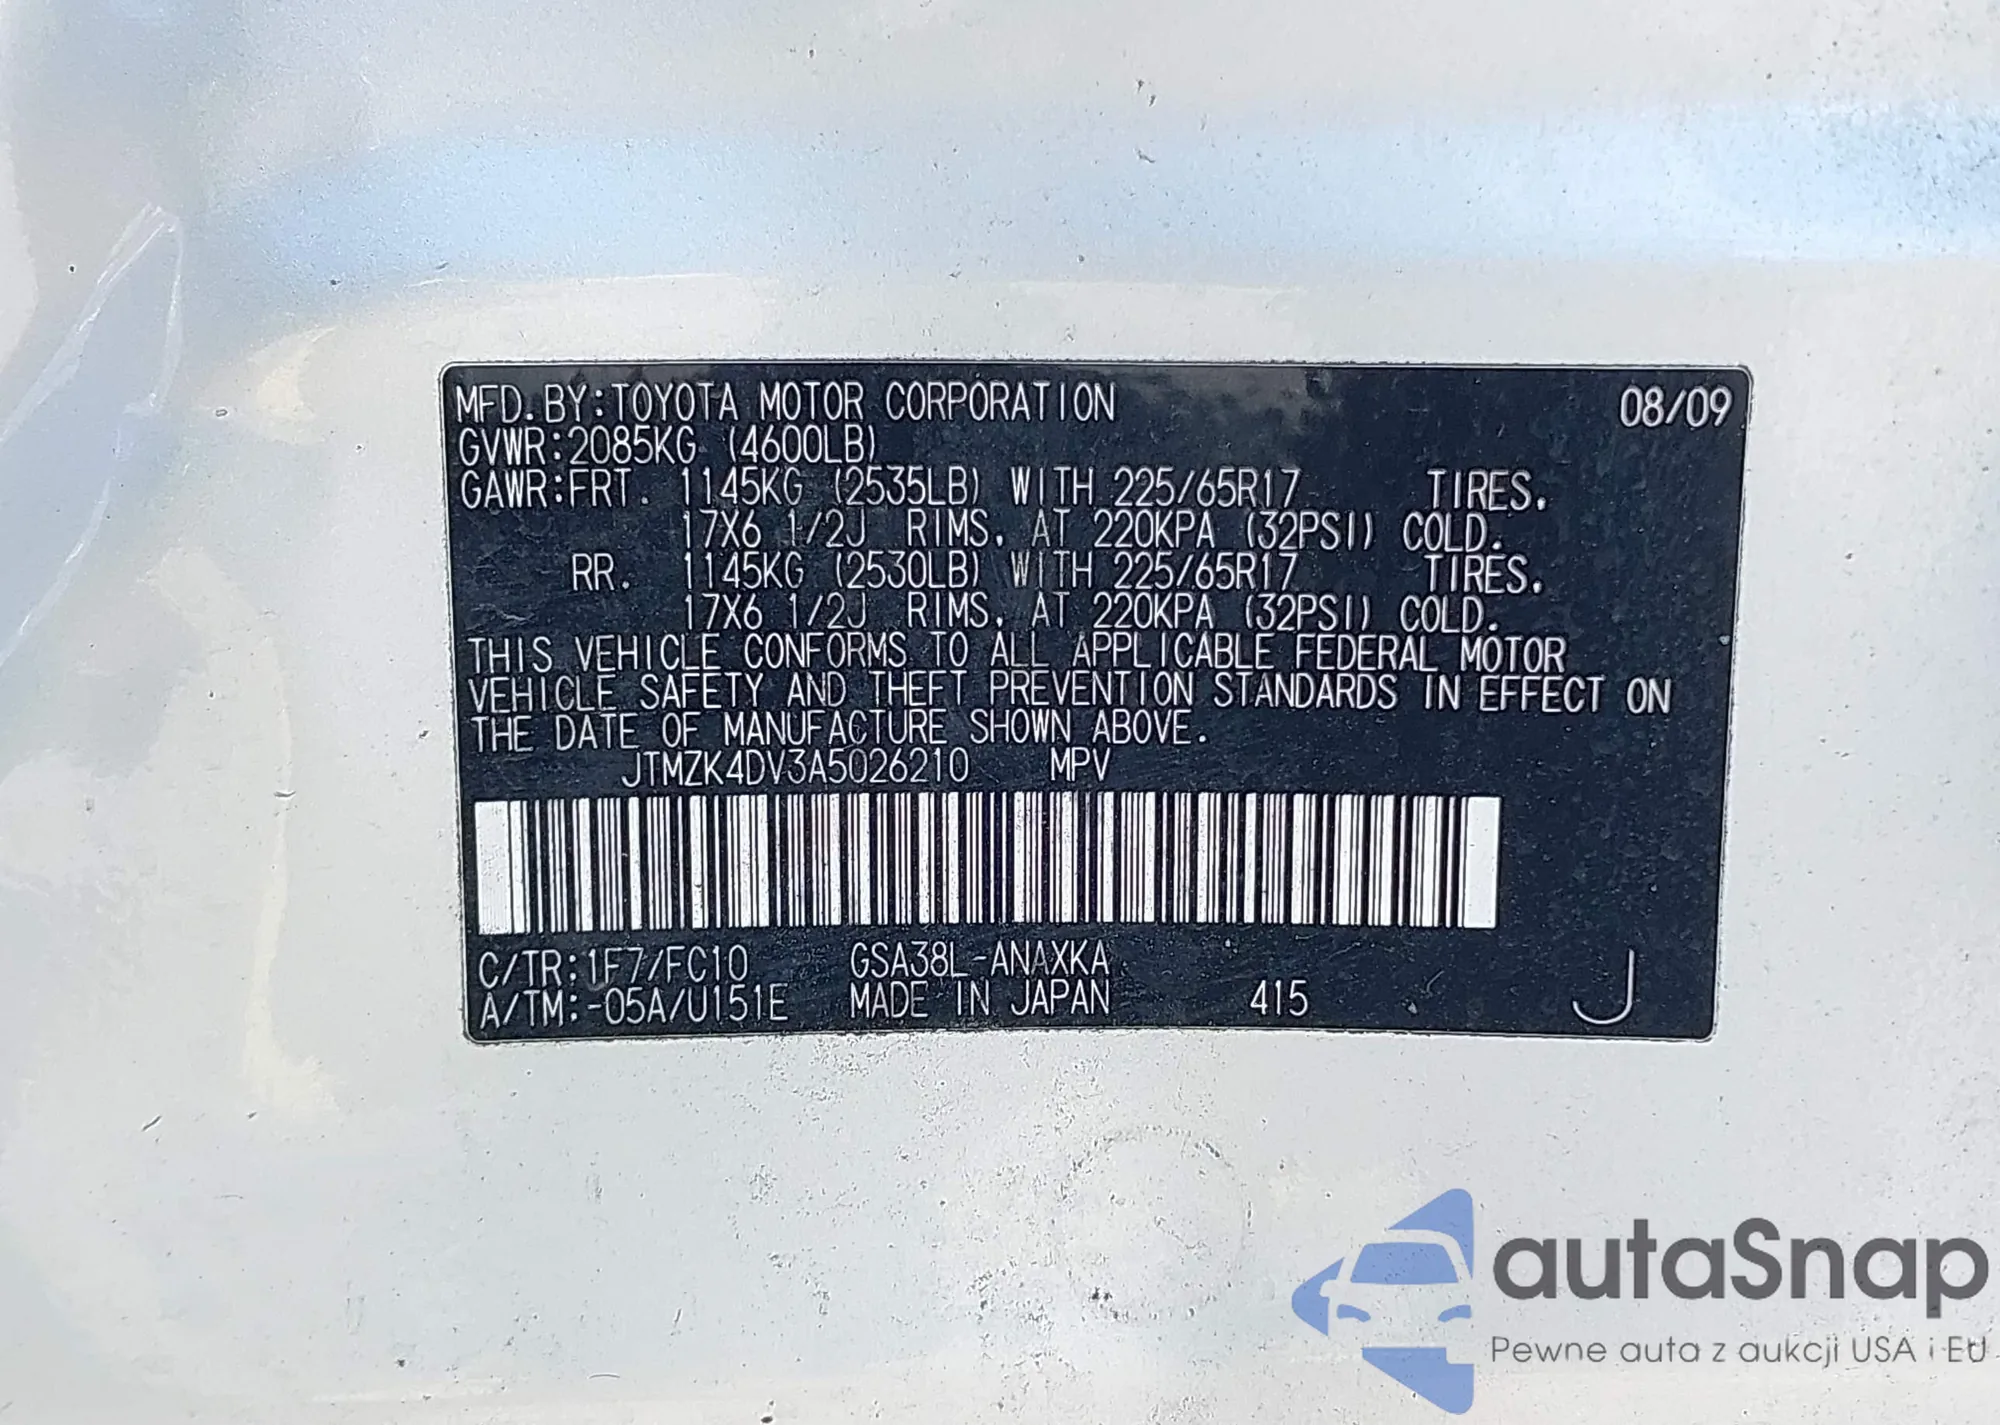 MFD.BY:TOYOTA MOTOR CORPORATION 08/09
GVWR:2085KG (4600LB)
GAWR:FRT. 1145KG (2535LB) WITH 225/65R17 TIRES.
17X6 1/2J RIMS, AT 220KPA (32PSI) COLD.
RR. 1145KG (2530LB) WITH 225/65R17 TIRES.
17X6 1/2J RIMS, AT 220KPA (32PSI) COLD.
THIS VEHICLE CONFORMS TO ALL APPLICABLE FEDERAL MOTOR
VEHICLE SAFETY AND THEFT PREVENTION STANDARDS IN EFFECT ON
THE DATE OF MANUFACTURE SHOWN ABOVE.
JTMZK4DV3A5026210 MPV
C/TR:1F7/FC10 GSA38L-ANAXKA
A/TM:-05A/U151E MADE IN JAPAN 415 J
autaSnap
Pewne auta z aukcji USA i EU